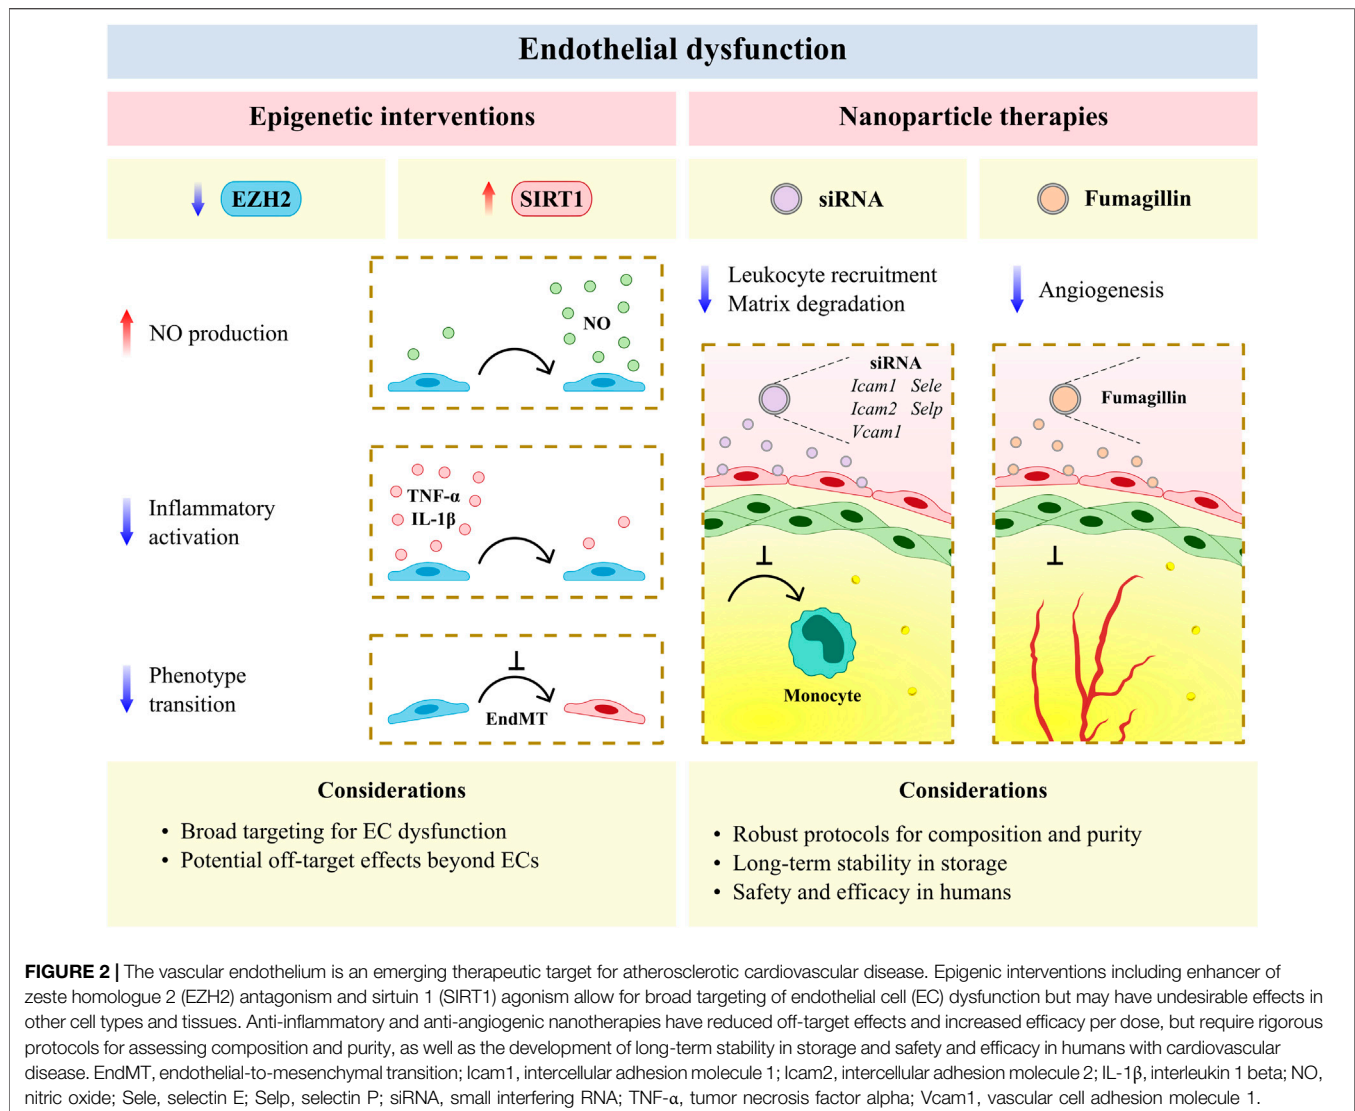 Endothelial dysfunction
Epigenetic interventions
Nanoparticle therapies
EZH2
SIRT1
siRNA
Fumagillin
NO production
NO
Inflammatory
activation
TNF-α
IL-1β
Phenotype
transition
EndMT
Leukocyte recruitment
Matrix degradation
siRNA
Icam1 Sele
Icam2 Selp
Vcam1
Monocyte
Angiogenesis
Fumagillin
Considerations
• Broad targeting for EC dysfunction
• Potential off-target effects beyond ECs
Considerations
• Robust protocols for composition and purity
• Long-term stability in storage
• Safety and efficacy in humans
FIGURE 2 | The vascular endothelium is an emerging therapeutic target for atherosclerotic cardiovascular disease. Epigenic interventions including enhancer of
zeste homologue 2 (EZH2) antagonism and sirtuin 1 (SIRT1) agonism allow for broad targeting of endothelial cell (EC) dysfunction but may have undesirable effects in
other cell types and tissues. Anti-inflammatory and anti-angiogenic nanotherapies have reduced off-target effects and increased efficacy per dose, but require rigorous
protocols for assessing composition and purity, as well as the development of long-term stability in storage and safety and efficacy in humans with cardiovascular
disease. EndMT, endothelial-to-mesenchymal transition; Icam1, intercellular adhesion molecule 1; Icam2, intercellular adhesion molecule 2; IL-1β, interleukin 1 beta; NO,
nitric oxide; Sele, selectin E; Selp, selectin P; siRNA, small interfering RNA; TNF-α, tumor necrosis factor alpha; Vcam1, vascular cell adhesion molecule 1.